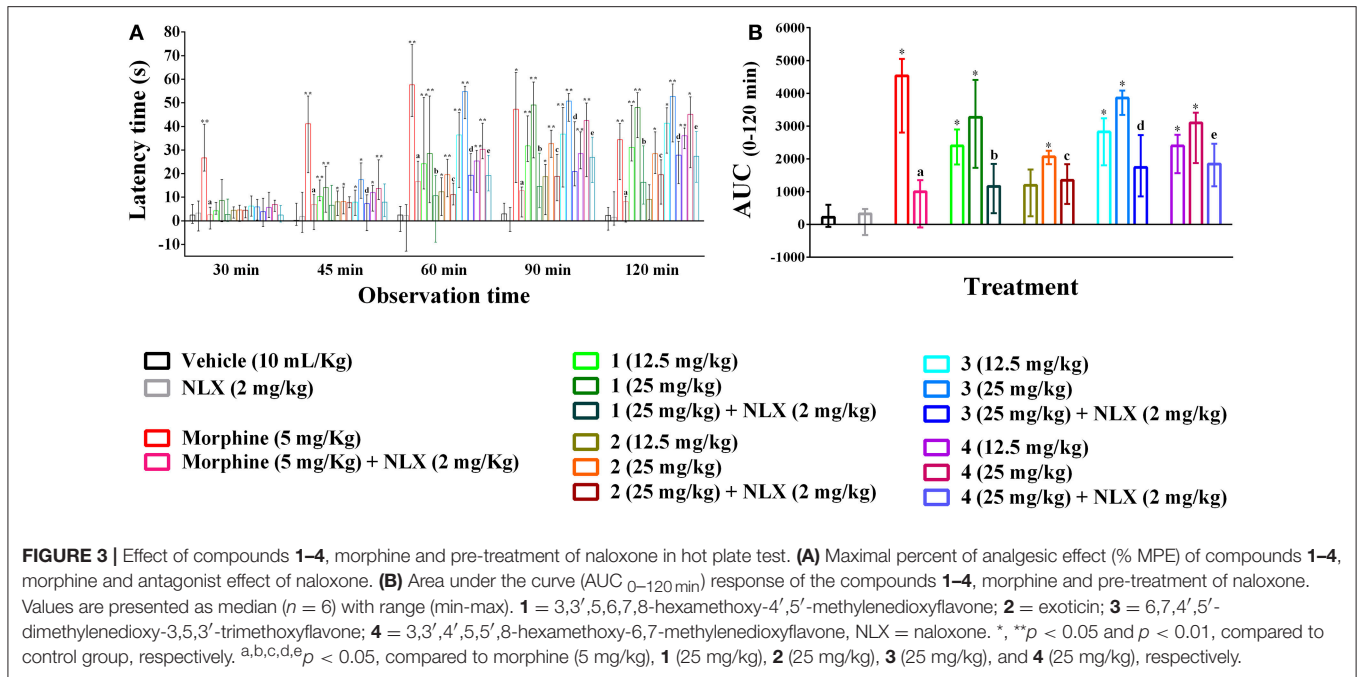 A
Latency time (s)
80
70
60
50
40
30
20
10
0
-10
30 min 45 min 60 min 90 min 120 min
Observation time
B
AUC (0-120 min)
6000
5000
4000
3000
2000
1000
0
-1000
* a * * b * c * * d * * e
Treatment
Vehicle (10 mL/Kg)
NLX (2 mg/kg)
Morphine (5 mg/Kg)
Morphine (5 mg/Kg) + NLX (2 mg/Kg)
1 (12.5 mg/kg)
1 (25 mg/kg)
1 (25 mg/kg) + NLX (2 mg/kg)
2 (12.5 mg/kg)
2 (25 mg/kg)
2 (25 mg/kg) + NLX (2 mg/kg)
3 (12.5 mg/kg)
3 (25 mg/kg)
3 (25 mg/kg) + NLX (2 mg/kg)
4 (12.5 mg/kg)
4 (25 mg/kg)
4 (25 mg/kg) + NLX (2 mg/kg)
FIGURE 3 | Effect of compounds 1–4, morphine and pre-treatment of naloxone in hot plate test. (A) Maximal percent of analgesic effect (% MPE) of compounds 1–4,
morphine and antagonist effect of naloxone. (B) Area under the curve (AUC 0–120 min) response of the compounds 1–4, morphine and pre-treatment of naloxone.
Values are presented as median (n = 6) with range (min-max). 1 = 3,3′,5,6,7,8-hexamethoxy-4′,5′-methylenedioxyflavone; 2 = exoticin; 3 = 6,7,4′,5′-
dimethylenedioxy-3,5,3′-trimethoxyflavone; 4 = 3,3′,4′,5,5′,8-hexamethoxy-6,7-methylenedioxyflavone, NLX = naloxone. *, **p < 0.05 and p < 0.01, compared to
control group, respectively. a,b,c,d,ep < 0.05, compared to morphine (5 mg/kg), 1 (25 mg/kg), 2 (25 mg/kg), 3 (25 mg/kg), and 4 (25 mg/kg), respectively.